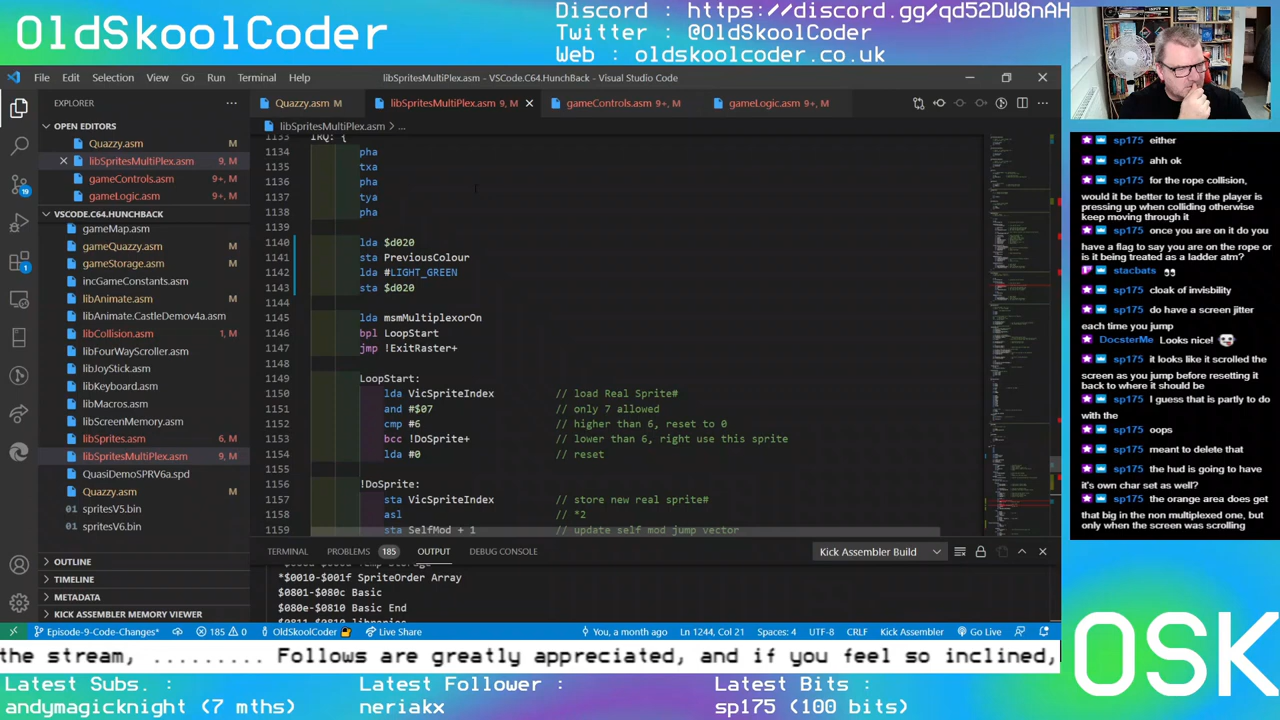 OldSkoolCoder
Discord : https://discord.gg/qd52DW8nAH
Twitter : @OldSkoolCoder
Web : oldskoolcoder.co.uk
File Edit Selection View Go Run Terminal Help
libSpritesMultiPlex.asm - VSCode.C64.HunchBack - Visual Studio Code
EXPLORER
Quazzy.asm M
libSpritesMultiPlex.asm 9, M
gameControls.asm 9+, M
gameLogic.asm 9+, M
OPEN EDITORS
Quazzy.asm M
libSpritesMultiPlex.asm 9, M
gameControls.asm 9+, M
gameLogic.asm 9+, M
VSCODE.C64.HUNCHBACK
gameMap.asm M
gameQuazzy.asm M
gameStorage.asm M
incGameConstants.asm
libAnimate.asm M
libAnimate.CastleDemov4a.asm
libCollision.asm 1, M
libFourWayScroller.asm
libJoyStick.asm
libKeyboard.asm
libMacros.asm
libScreenMemory.asm
libSprites.asm 6, M
libSpritesMultiPlex.asm 9, M
QuasiDemoSPRV6a.spd
Quazzy.asm M
spritesV5.bin
spritesV6.bin
OUTLINE
TIMELINE
METADATA
KICK ASSEMBLER MEMORY VIEWER
19
1
libSpritesMultiPlex.asm > ...
1133 IRQ: {
1134 pha
1135 txa
1136 pha
1137 tya
1138 pha
1139
1140 lda $d020
1141 sta PreviousColour
1142 lda #LIGHT_GREEN
1143 sta $d020
1144
1145 lda msmMultiplexorOn
1146 bpl LoopStart
1147 jmp !ExitRaster+
1148
1149 LoopStart:
1150 lda VicSpriteIndex // load Real Sprite#
1151 and #$07 // only 7 allowed
1152 cmp #6 // higher than 6, reset to 0
1153 bcc !DoSprite+ // lower than 6, right use this sprite
1154 lda #0 // reset
1155
1156 !DoSprite:
1157 sta VicSpriteIndex // store new real sprite#
1158 asl // *2
1159 sta SelfMod + 1 // update self mod jump vector
TERMINAL PROBLEMS 185 OUTPUT DEBUG CONSOLE
Kick Assembler Build
*$0010-$001f SpriteOrder Array
$0801-$080c Basic
$080e-$0810 Basic End
Episode-9-Code-Changes* 185 0 OldSkoolCoder Live Share
You, a month ago Ln 1244, Col 21 Spaces: 4 UTF-8 CRLF Kick Assembler Go Live
sp175 either
sp175 ahh ok
sp175 for the rope collision,
would it be better to test if the player is
pressing up when colliding otherwise
keep moving through it
sp175 once you are on it do you
have a flag to say you are on the rope or
is it being treated as a ladder atm?
stacbats
sp175 cloak of invisbility
sp175 do have a screen jitter
each time you jump
DocsterMe Looks nice!
sp175 it looks like it scrolled the
screen as you jump before resetting it
back to where it should be
sp175 I guess that is partly to do
with the
sp175 oops
sp175 meant to delete that
sp175 the hud is going to have
it's own char set as well?
sp175 the orange area does get
that big in the non multiplexed one, but
only when the screen was scrolling
OSK
the stream, ......... Follows are greatly appreciated, and if you feel so inclined,
Latest Subs. :
andymagicknight (7 mths)
Latest Follower :
neriakx
Latest Bits :
sp175 (100 bits)